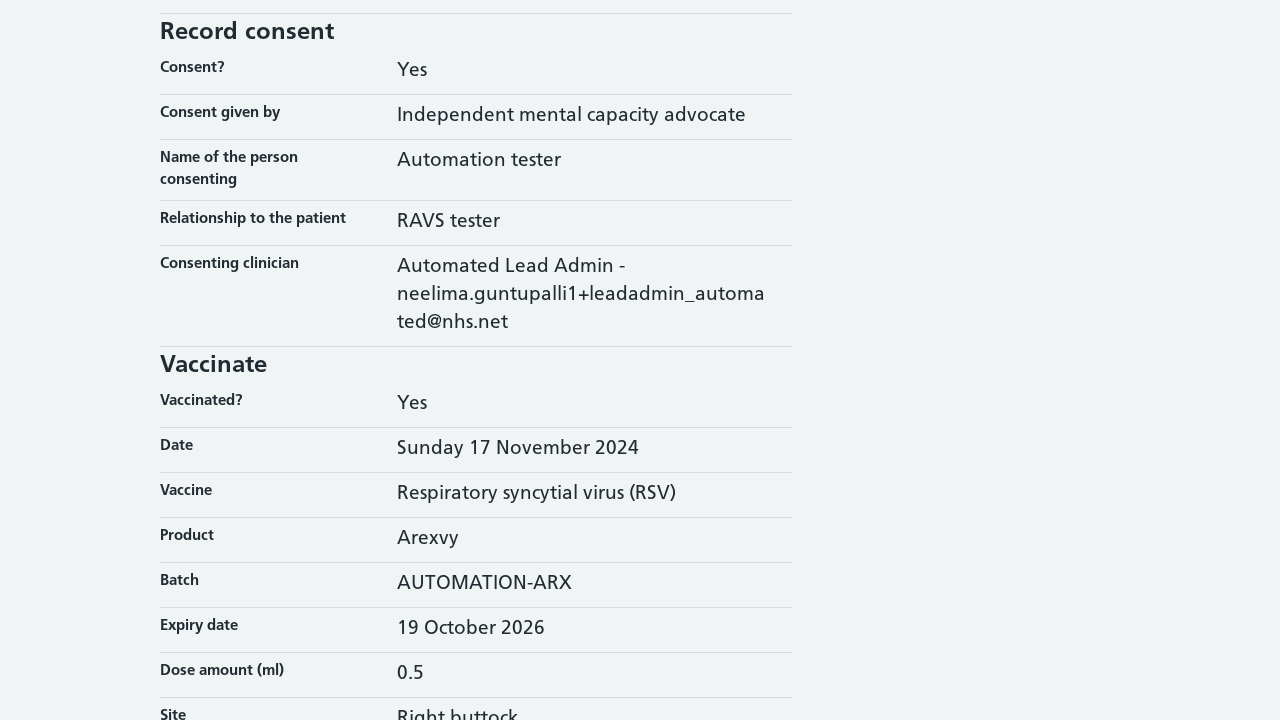 Record consent
Consent? Yes
Consent given by Independent mental capacity advocate
Name of the person consenting Automation tester
Relationship to the patient RAVS tester
Consenting clinician Automated Lead Admin -
neelima.guntupalli1+leadadmin_automa
ted@nhs.net
Vaccinate
Vaccinated? Yes
Date Sunday 17 November 2024
Vaccine Respiratory syncytial virus (RSV)
Product Arexvy
Batch AUTOMATION-ARX
Expiry date 19 October 2026
Dose amount (ml) 0.5
Site Right buttock